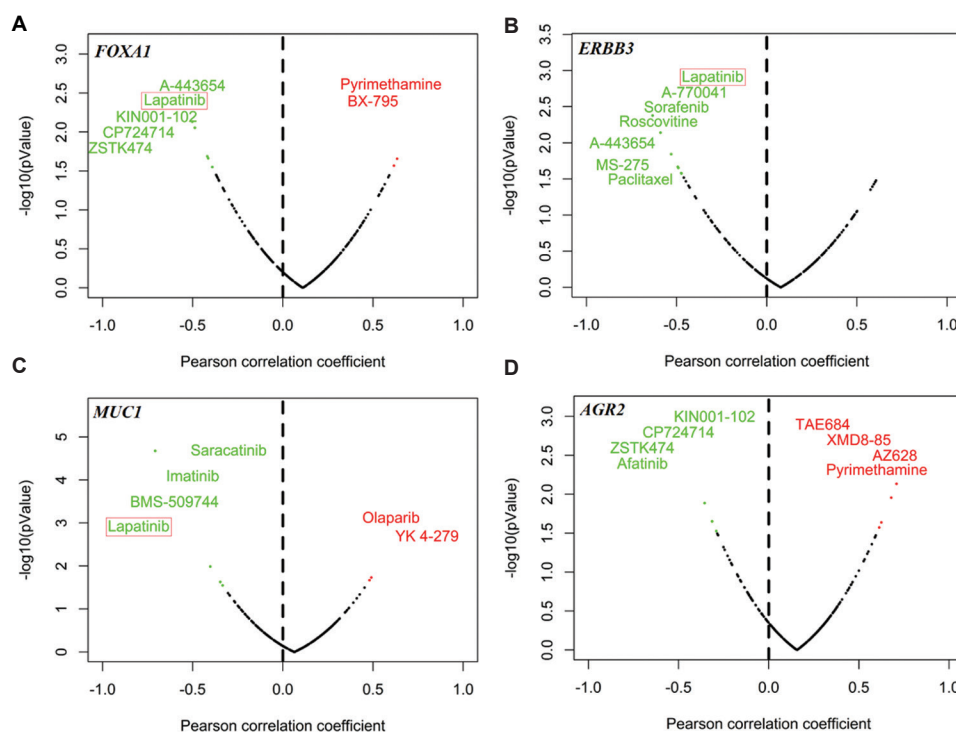 A
FOXA1
A-443654
Lapatinib
KIN001-102
CP724714
ZSTK474
Pyrimethamine
BX-795
3.0
2.5
2.0
1.5
1.0
0.5
0.0
-log10(pValue)
-1.0 -0.5 0.0 0.5 1.0
Pearson correlation coefficient
B
ERBB3
Lapatinib
A-770041
Sorafenib
Roscovitine
A-443654
MS-275
Paclitaxel
3.5
3.0
2.5
2.0
1.5
1.0
0.5
0.0
-log10(pValue)
-1.0 -0.5 0.0 0.5 1.0
Pearson correlation coefficient
C
MUC1
Saracatinib
Imatinib
BMS-509744
Lapatinib
Olaparib
YK 4-279
5
4
3
2
1
0
-log10(pValue)
-1.0 -0.5 0.0 0.5 1.0
Pearson correlation coefficient
D
AGR2
KIN001-102
CP724714
ZSTK474
Afatinib
TAE684
XMD8-85
AZ628
Pyrimethamine
3.0
2.5
2.0
1.5
1.0
0.5
0.0
-log10(pValue)
-1.0 -0.5 0.0 0.5 1.0
Pearson correlation coefficient